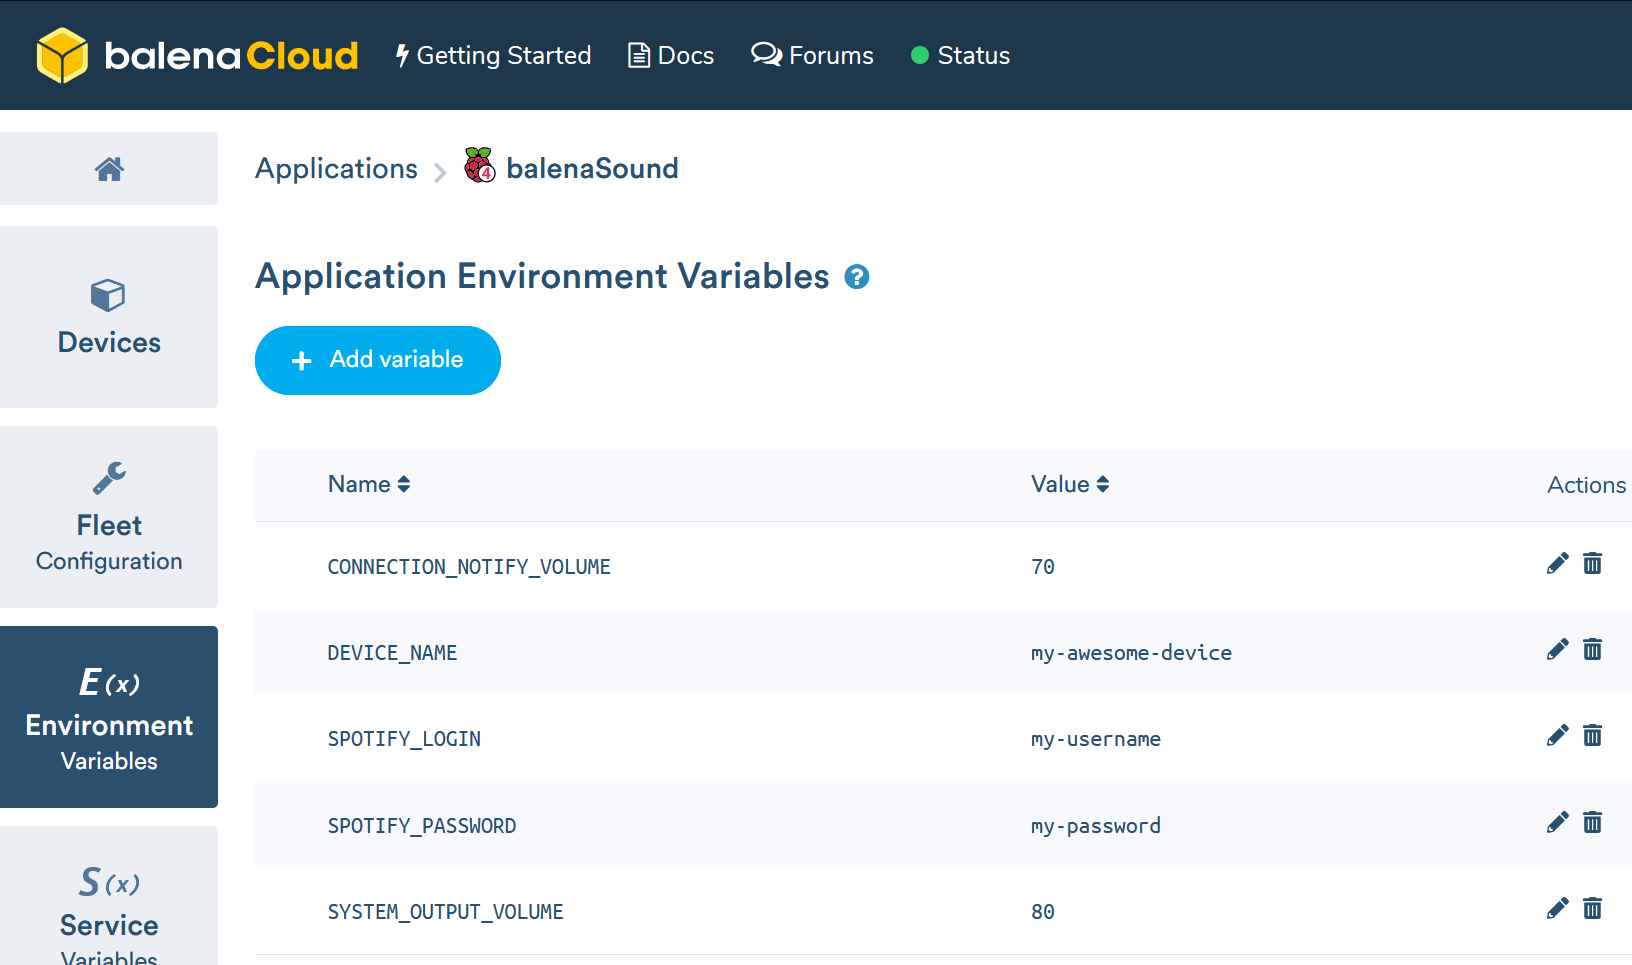 balenaCloud Getting Started Docs Forums Status
Applications 4 balenaSound
Devices
Application Environment Variables ?
+ Add variable
Fleet
Configuration
E(x)
Environment
Variables
S(x)
Service
Variables
Name Value Actions
CONNECTION_NOTIFY_VOLUME 70
DEVICE_NAME my-awesome-device
SPOTIFY_LOGIN my-username
SPOTIFY_PASSWORD my-password
SYSTEM_OUTPUT_VOLUME 80